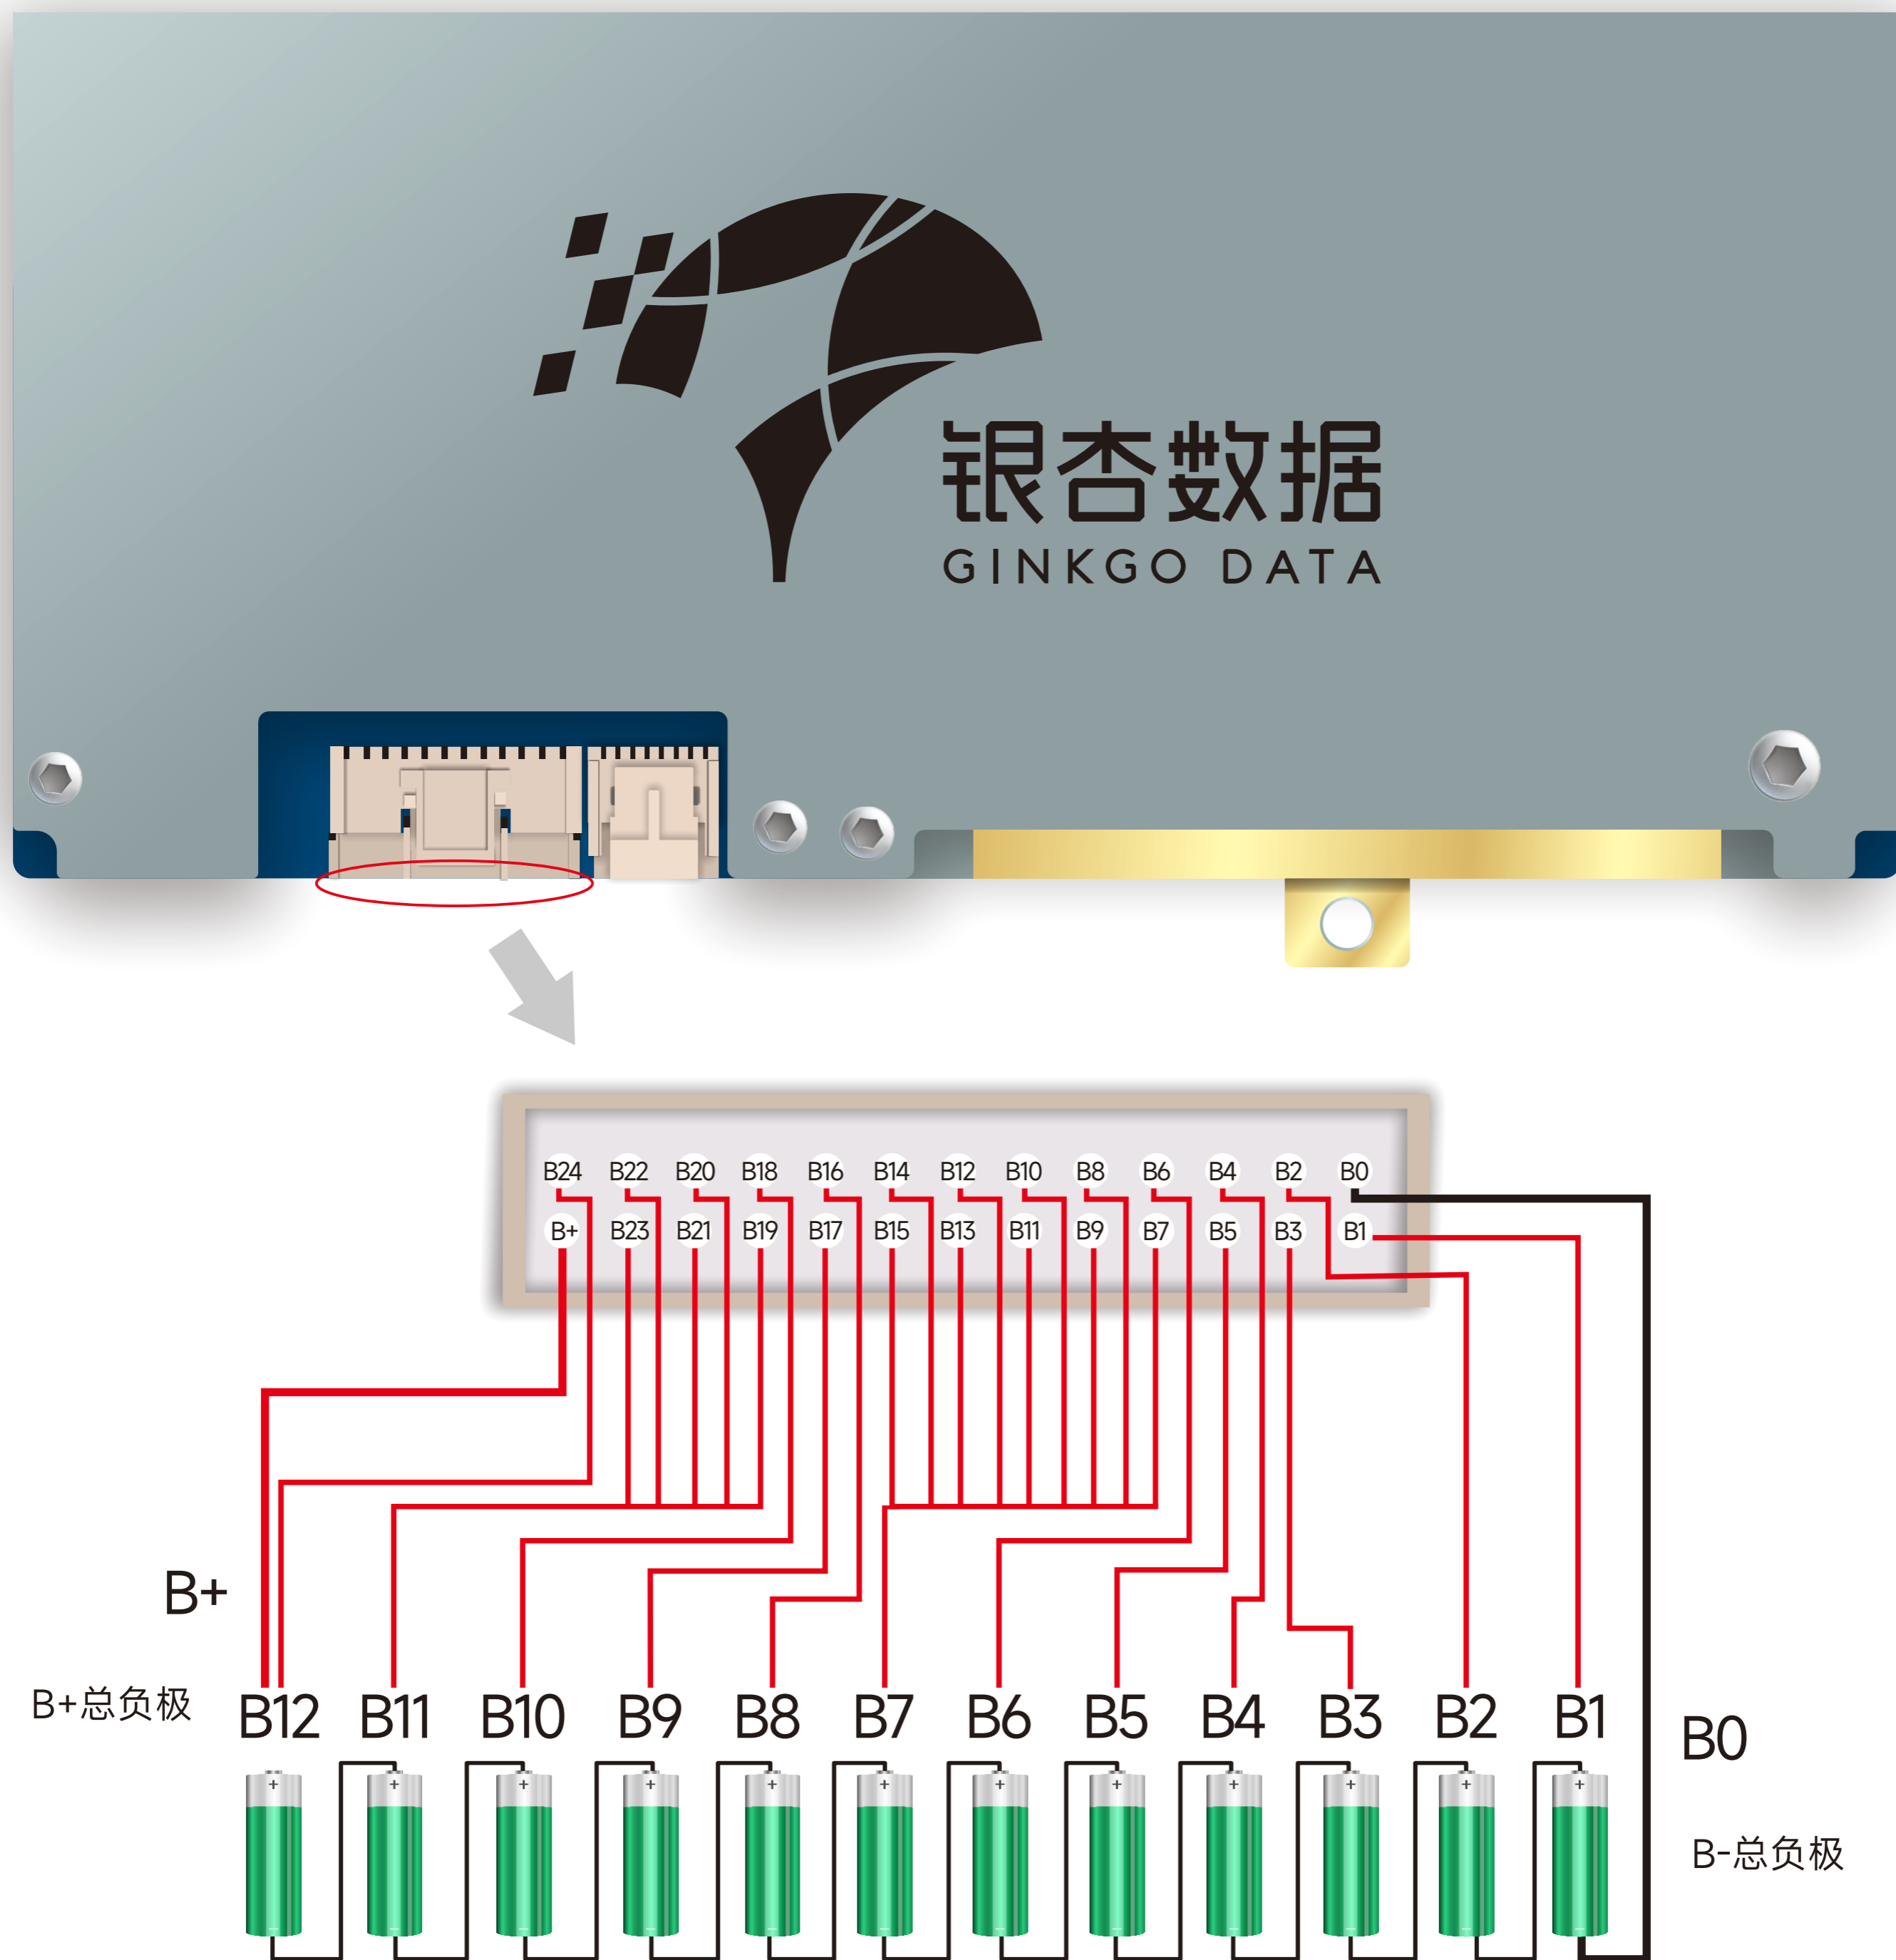 银杏数据
GINKGO DATA
B24 B22 B20 B18 B16 B14 B12 B10 B8 B6 B4 B2 B0
B+ B23 B21 B19 B17 B15 B13 B11 B9 B7 B5 B3 B1
B+
B+总负极
B12 B11 B10 B9 B8 B7 B6 B5 B4 B3 B2 B1
B0
+ + + + + + + + + + + +
B-总负极